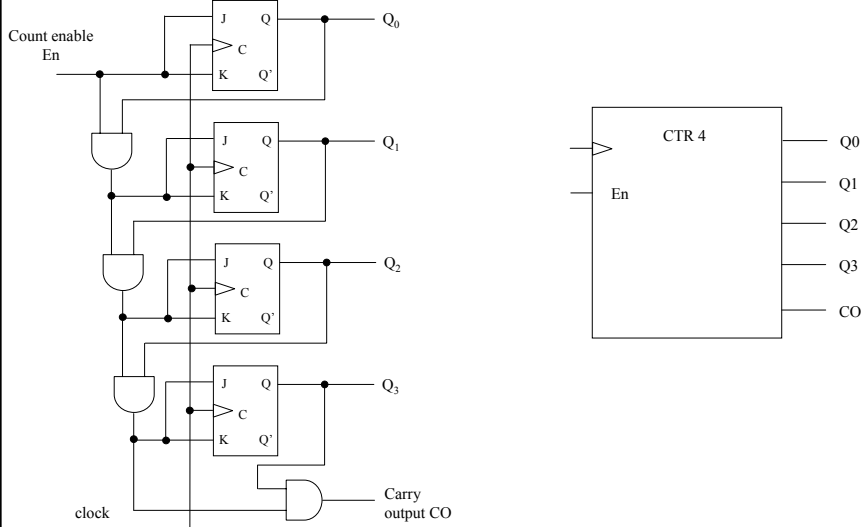 J Q Q0
Count enable
En
C
K Q'
J Q Q1
C
K Q'
J Q Q2
C
K Q'
J Q Q3
C
K Q'
Carry
output CO
clock
CTR 4
Q0
En
Q1
Q2
Q3
CO